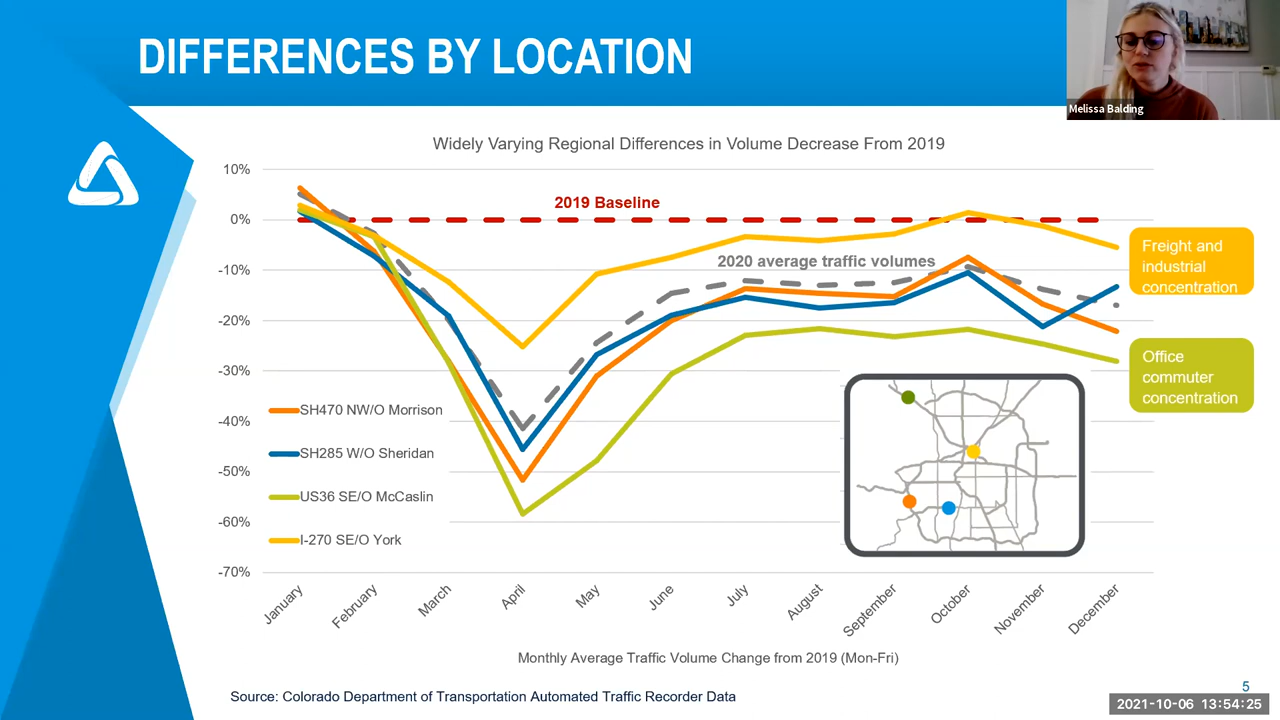 DIFFERENCES BY LOCATION
Melissa Balding
Widely Varying Regional Differences in Volume Decrease From 2019
10%
0%
-10%
-20%
-30%
-40%
-50%
-60%
-70%
2019 Baseline
2020 average traffic volumes
Freight and
industrial
concentration
Office
commuter
concentration
SH470 NW/O Morrison
SH285 W/O Sheridan
US36 SE/O McCaslin
I-270 SE/O York
January
February
March
April
May
June
July
August
September
October
November
December
Monthly Average Traffic Volume Change from 2019 (Mon-Fri)
Source: Colorado Department of Transportation Automated Traffic Recorder Data
5
2021-10-06 13:54:25